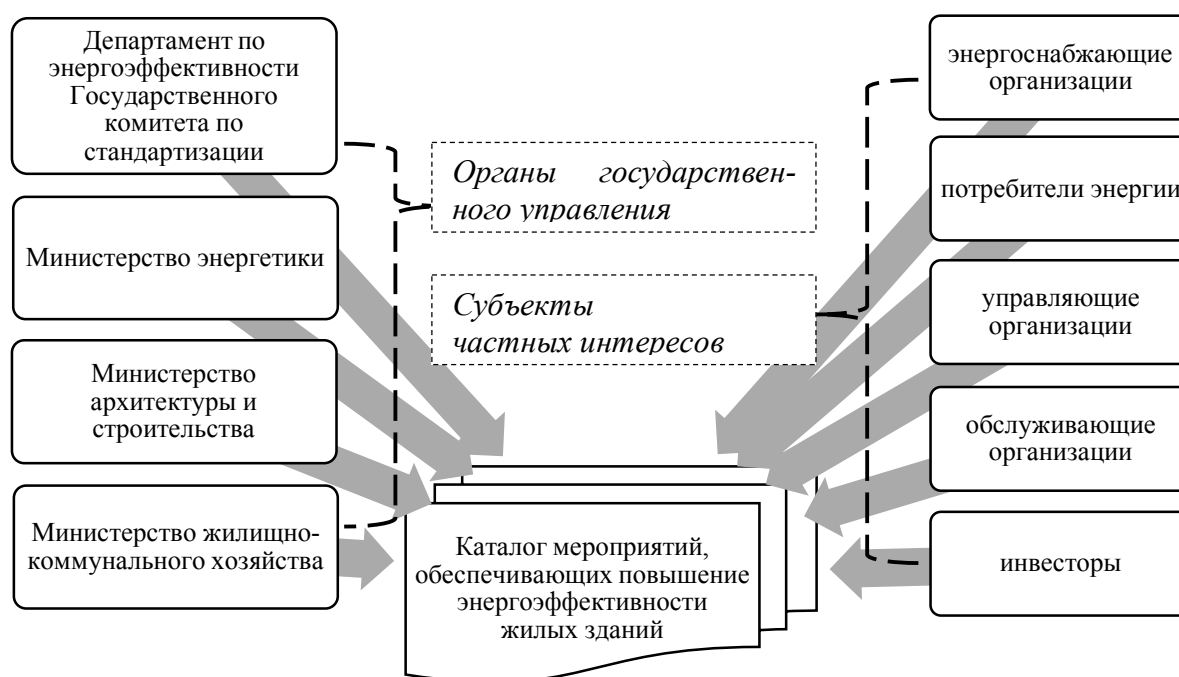 Департамент по
энергоэффективности
Государственного
комитета по
стандартизации
Министерство энергетики
Министерство
архитектуры и
строительства
Министерство жилищно-
коммунального хозяйства
Органы государствен-
ного управления
Субъекты
частных интересов
Каталог мероприятий,
обеспечивающих повышение
энергоэффективности
жилых зданий
энергоснабжающие
организации
потребители энергии
управляющие
организации
обслуживающие
организации
инвесторы